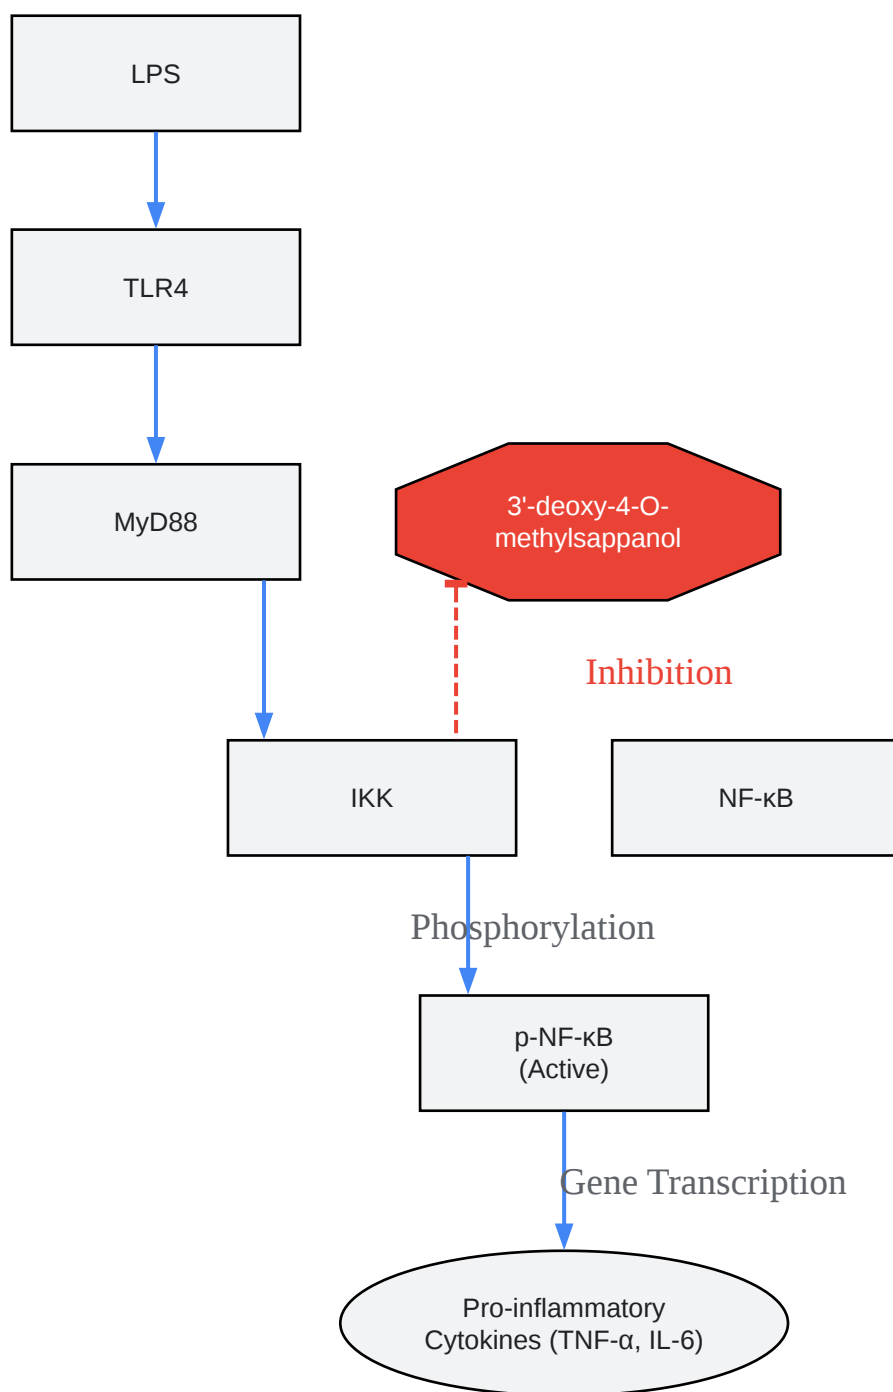 LPS
TLR4
MyD88
3'-deoxy-4-O-
methylsappanol
Inhibition
IKK
NF-κB
Phosphorylation
p-NF-κB
(Active)
Gene Transcription
Pro-inflammatory
Cytokines (TNF-α, IL-6)